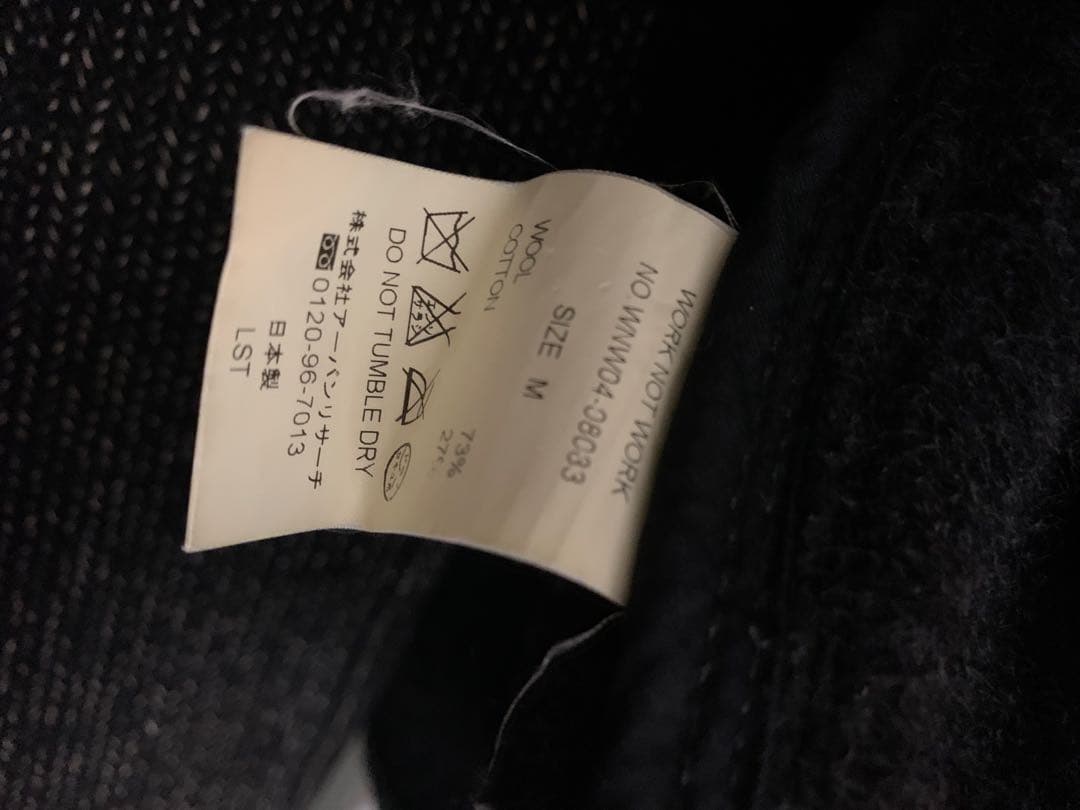 WORK NOT WORK
NO WNW04-08033
SIZE M
WOOL 73%
COTTON 27%
DO NOT TUMBLE DRY
株式会社アーバンリサーチ
0120-96-7013
日本製
LST